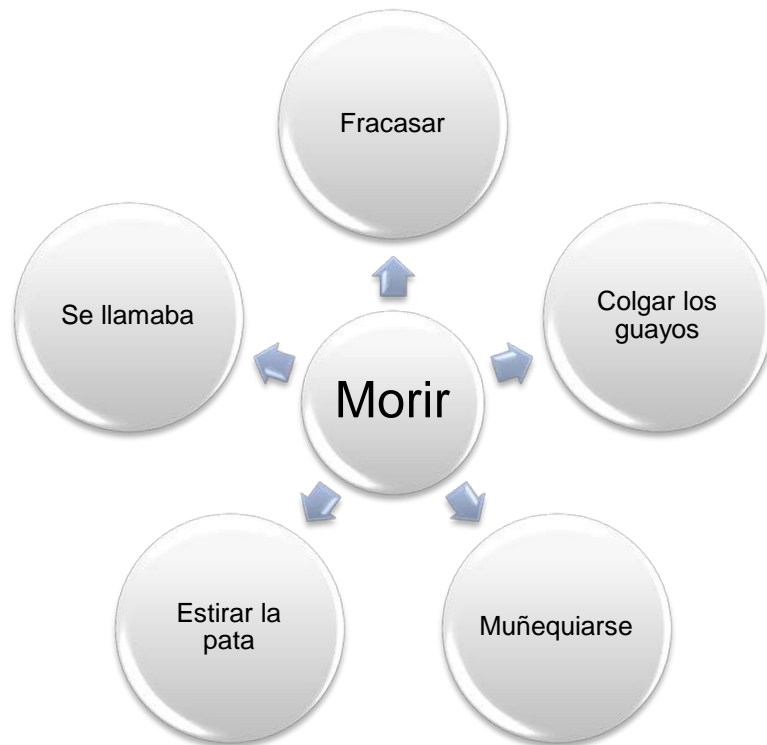 Fracasar
Se llamaba
Colgar los
guayos
Morir
Estirar la
pata
Muñequiarse